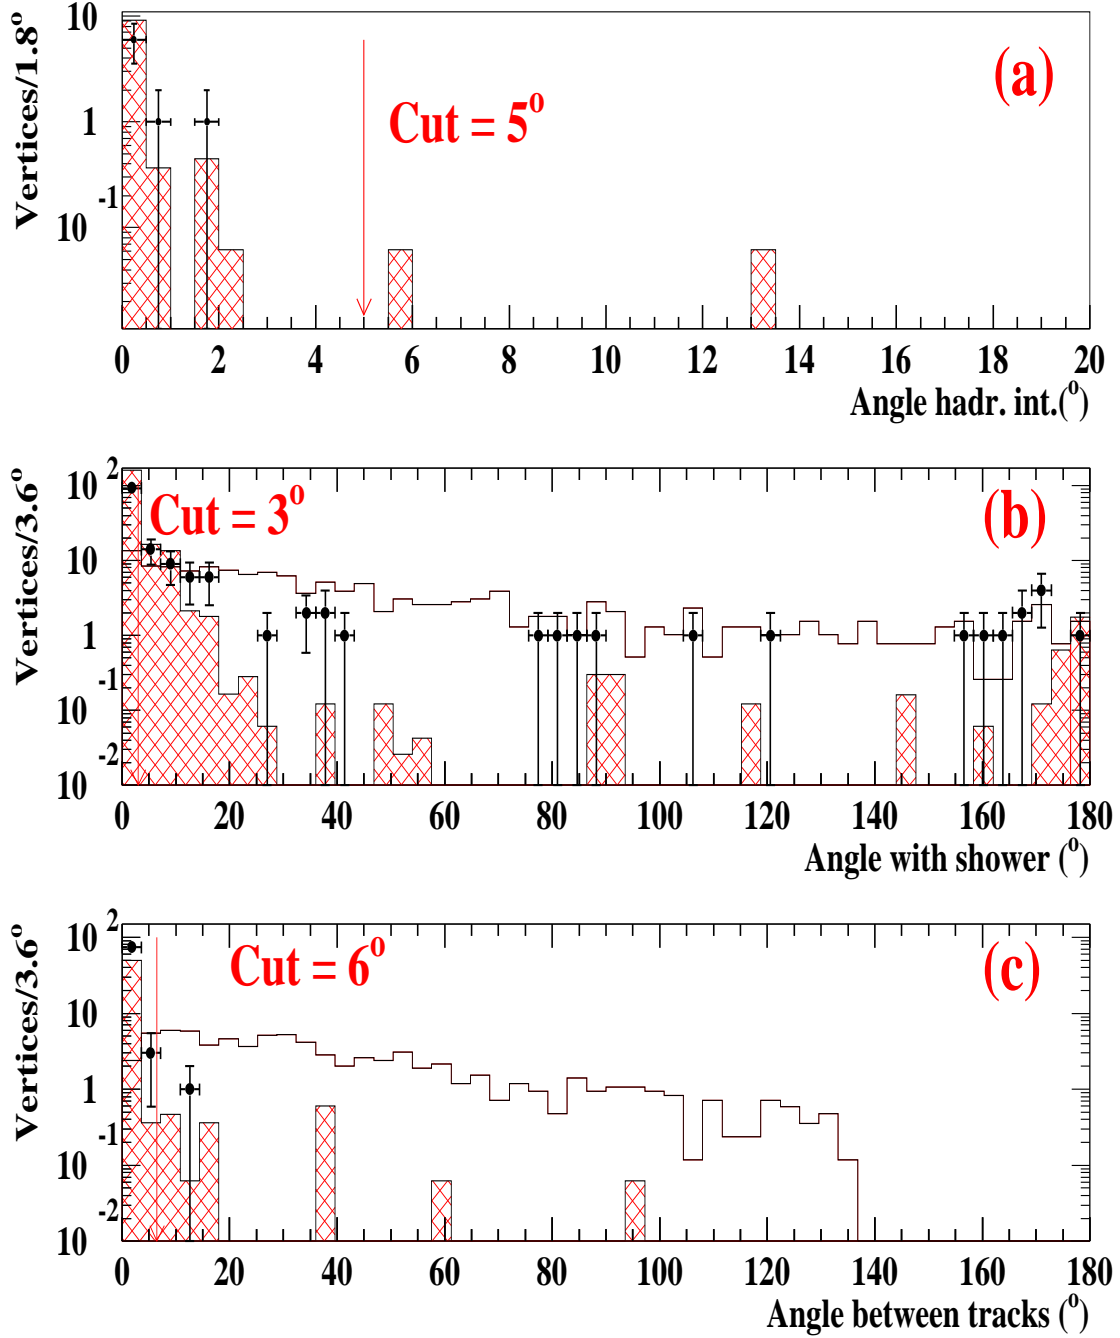 Vertices/1.8°
10
1
10 -1
(a)
Cut = 5°
0 2 4 6 8 10 12 14 16 18 20
Angle hadr. int.(°)
Vertices/3.6°
10 2
10
1
10 -1
10 -2
(b)
Cut = 3°
0 20 40 60 80 100 120 140 160 180
Angle with shower (°)
Vertices/3.6°
10 2
10
1
10 -1
10 -2
(c)
Cut = 6°
0 20 40 60 80 100 120 140 160 180
Angle between tracks (°)